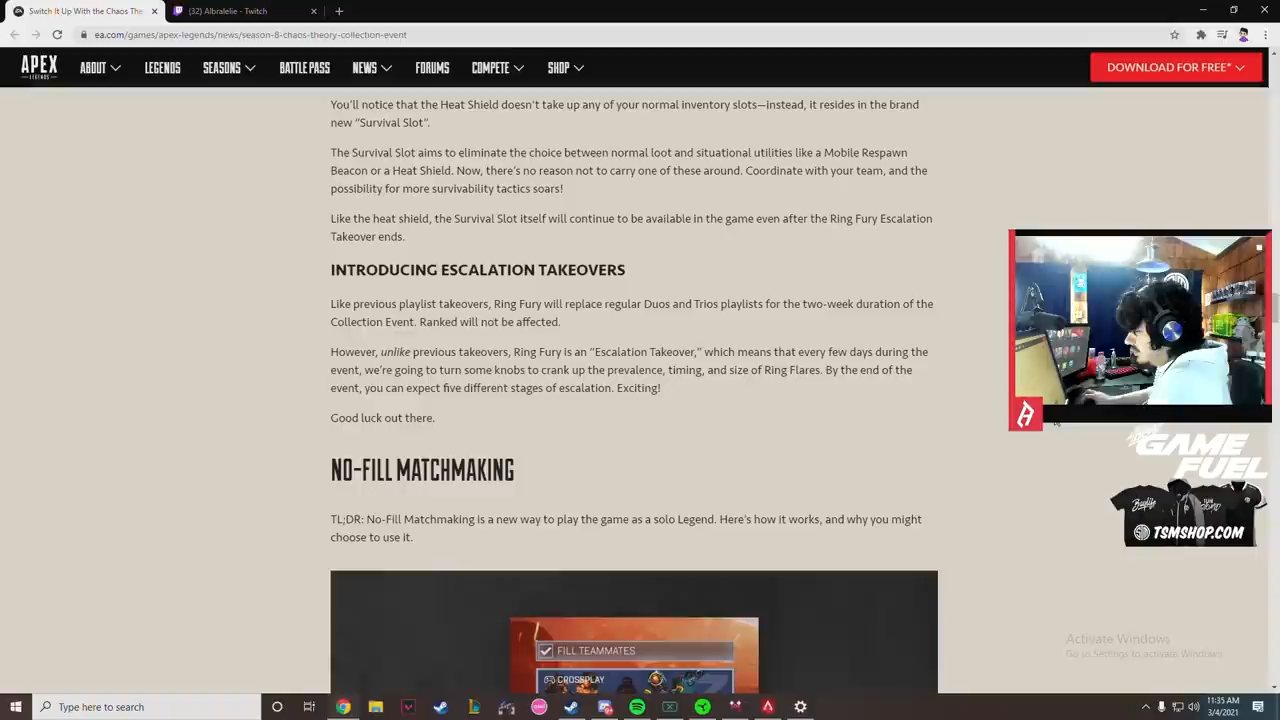 Switch It Up With the Chaos The
(32) Albralelie - Twitch
ea.com/games/apex-legends/news/season-8-chaos-theory-collection-event
APEX
LEGENDS
ABOUT
LEGENDS
SEASONS
BATTLE PASS
NEWS
FORUMS
COMPETE
SHOP
DOWNLOAD FOR FREE*
You'll notice that the Heat Shield doesn't take up any of your normal inventory slots—instead, it resides in the brand
new “Survival Slot”.
The Survival Slot aims to eliminate the choice between normal loot and situational utilities like a Mobile Respawn
Beacon or a Heat Shield. Now, there's no reason not to carry one of these around. Coordinate with your team, and the
possibility for more survivability tactics soars!
Like the heat shield, the Survival Slot itself will continue to be available in the game even after the Ring Fury Escalation
Takeover ends.
INTRODUCING ESCALATION TAKEOVERS
Like previous playlist takeovers, Ring Fury will replace regular Duos and Trios playlists for the two-week duration of the
Collection Event. Ranked will not be affected.
However, unlike previous takeovers, Ring Fury is an “Escalation Takeover,” which means that every few days during the
event, we're going to turn some knobs to crank up the prevalence, timing, and size of Ring Flares. By the end of the
event, you can expect five different stages of escalation. Exciting!
Good luck out there.
NO-FILL MATCHMAKING
TL;DR: No-Fill Matchmaking is a new way to play the game as a solo Legend. Here's how it works, and why you might
choose to use it.
FILL TEAMMATES
CROSSPLAY
GAME
FUEL
TSMSHOP.COM
Activate Windows
Go to Settings to activate Windows.
Type here to search
11:35 AM
3/4/2021